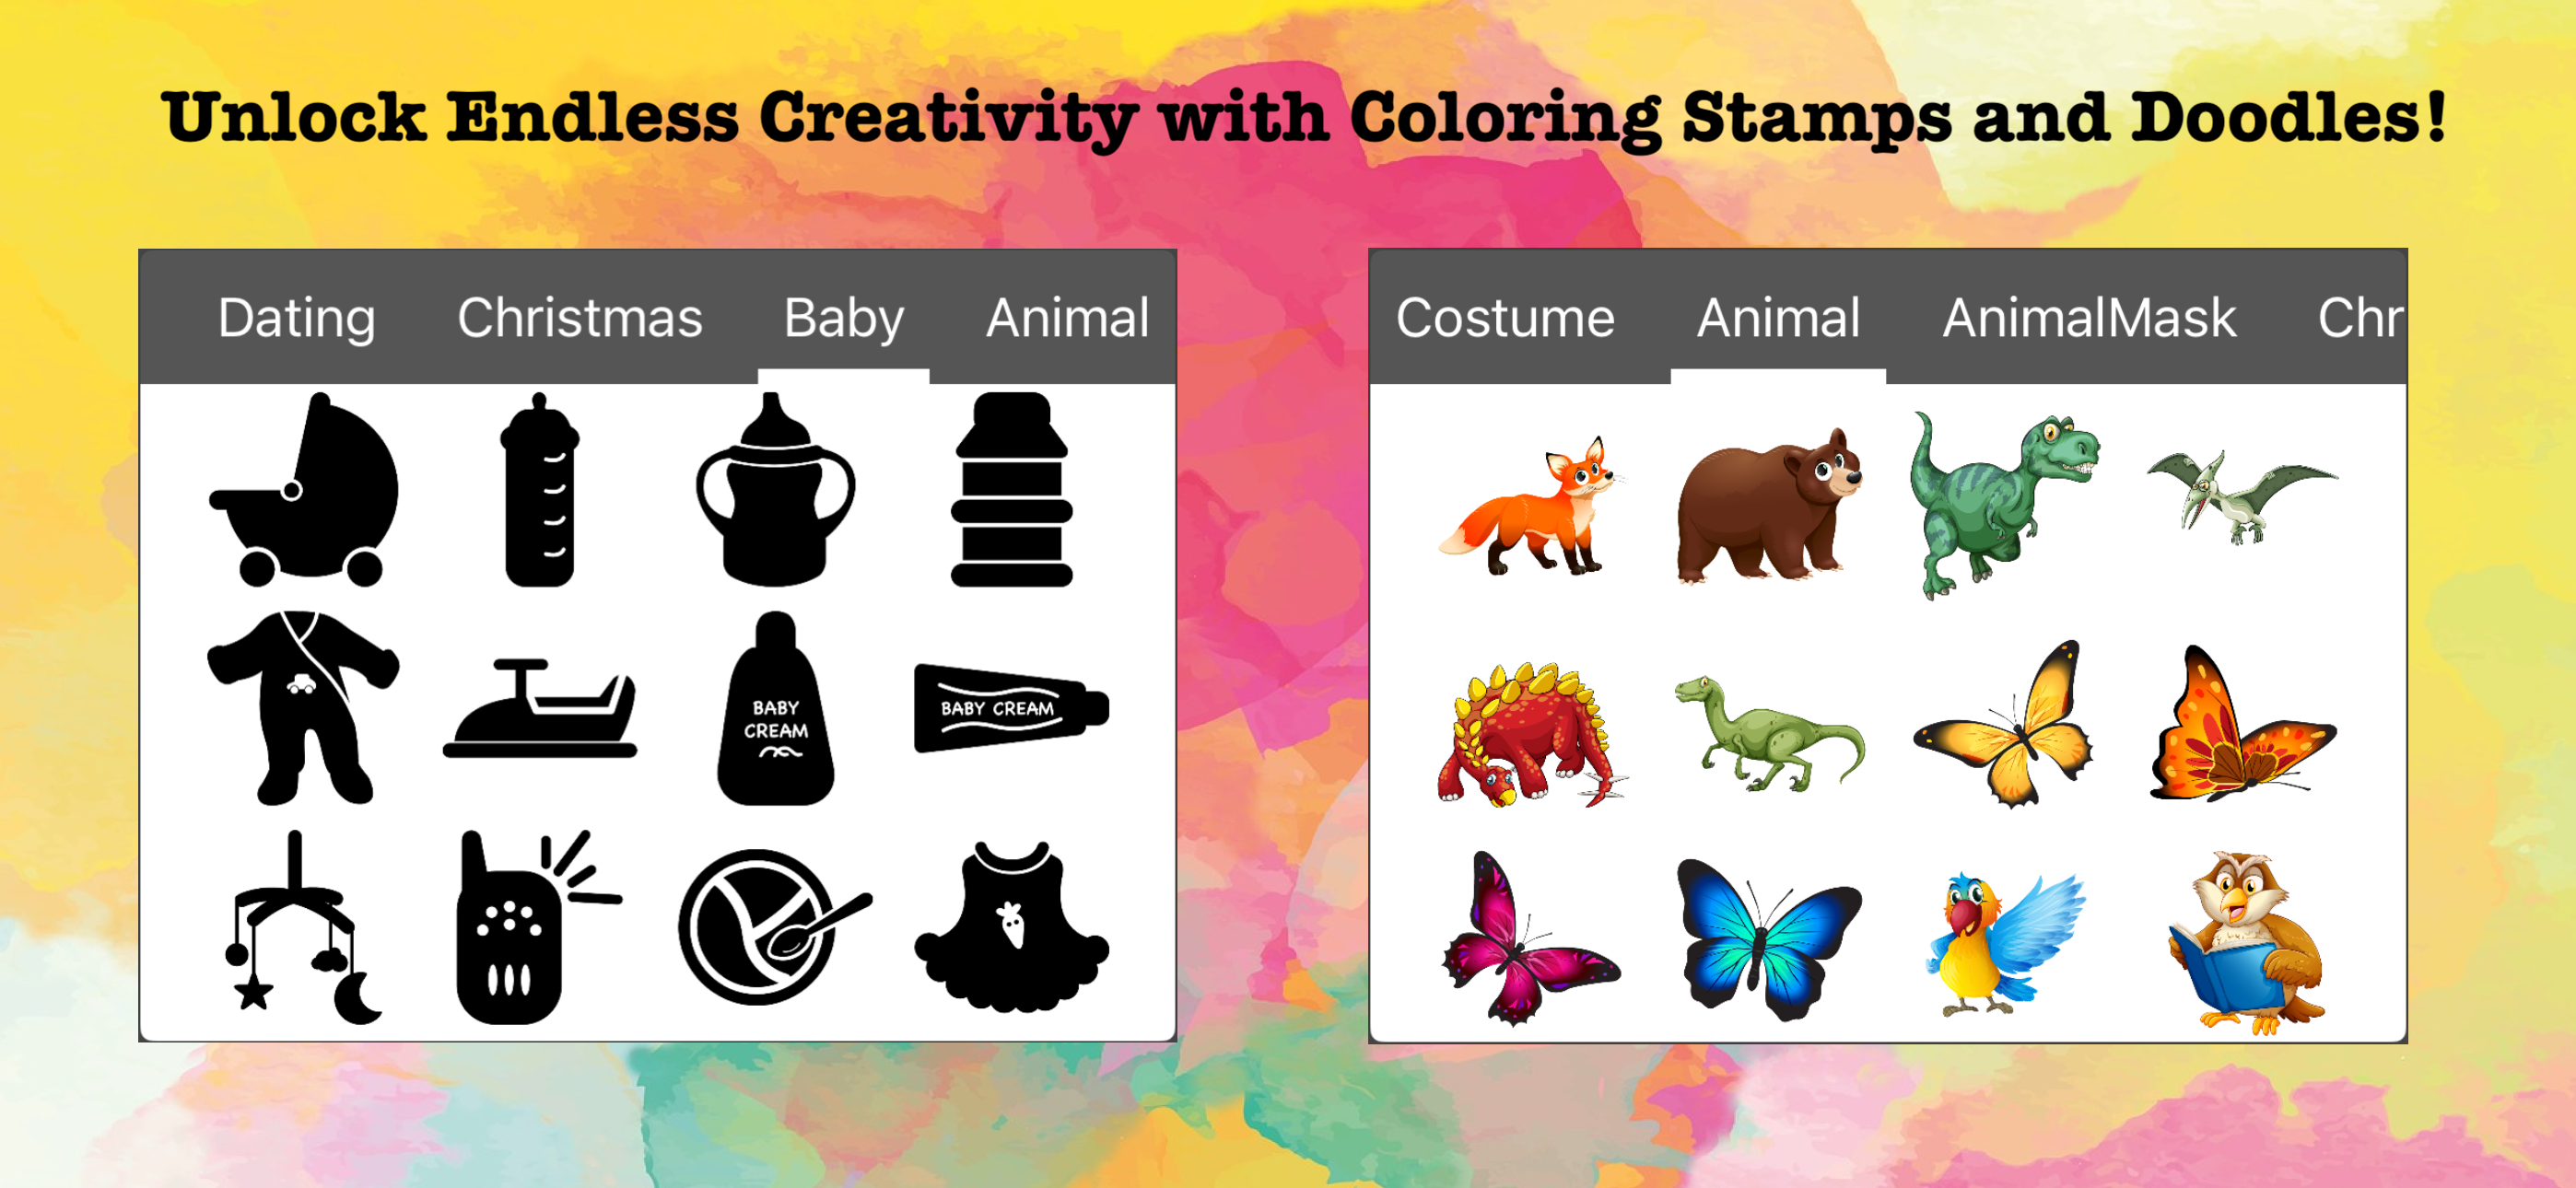 Unlock Endless Creativity with Coloring Stamps and Doodles!
Dating Christmas Baby Animal
BABY
CREAM
BABY CREAM
Costume Animal AnimalMask Chr